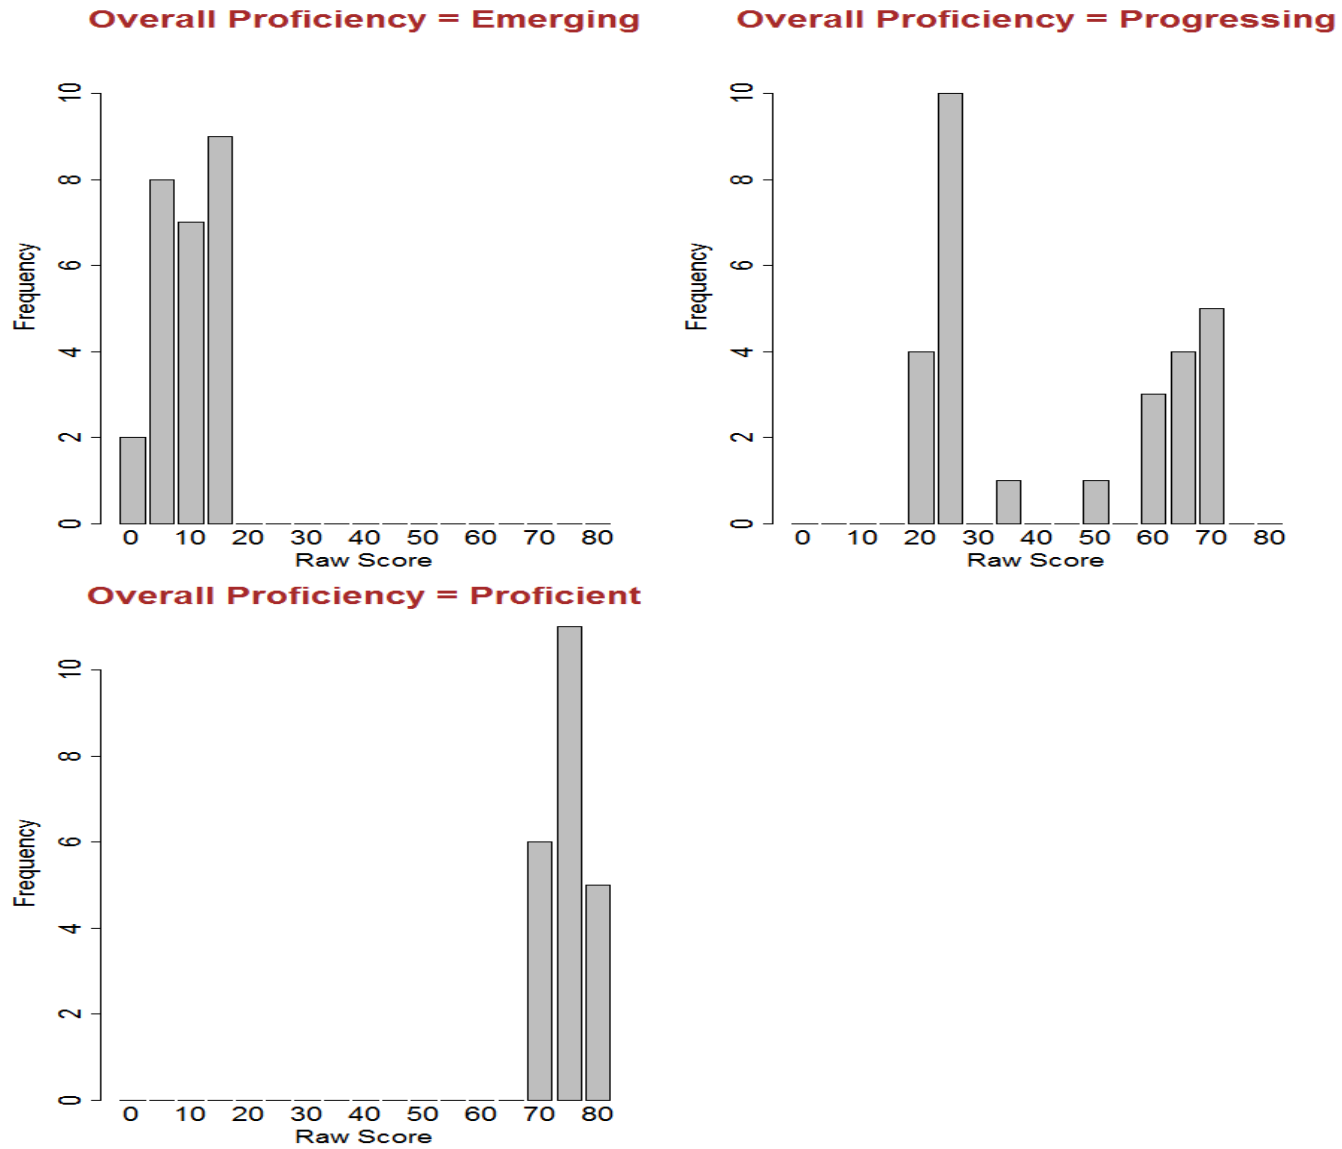 Overall Proficiency = Emerging
10
8
6
4
2
0
Frequency
0 10 20 30 40 50 60 70 80
Raw Score
Overall Proficiency = Progressing
10
8
6
4
2
0
Frequency
0 10 20 30 40 50 60 70 80
Raw Score
Overall Proficiency = Proficient
10
8
6
4
2
0
Frequency
0 10 20 30 40 50 60 70 80
Raw Score